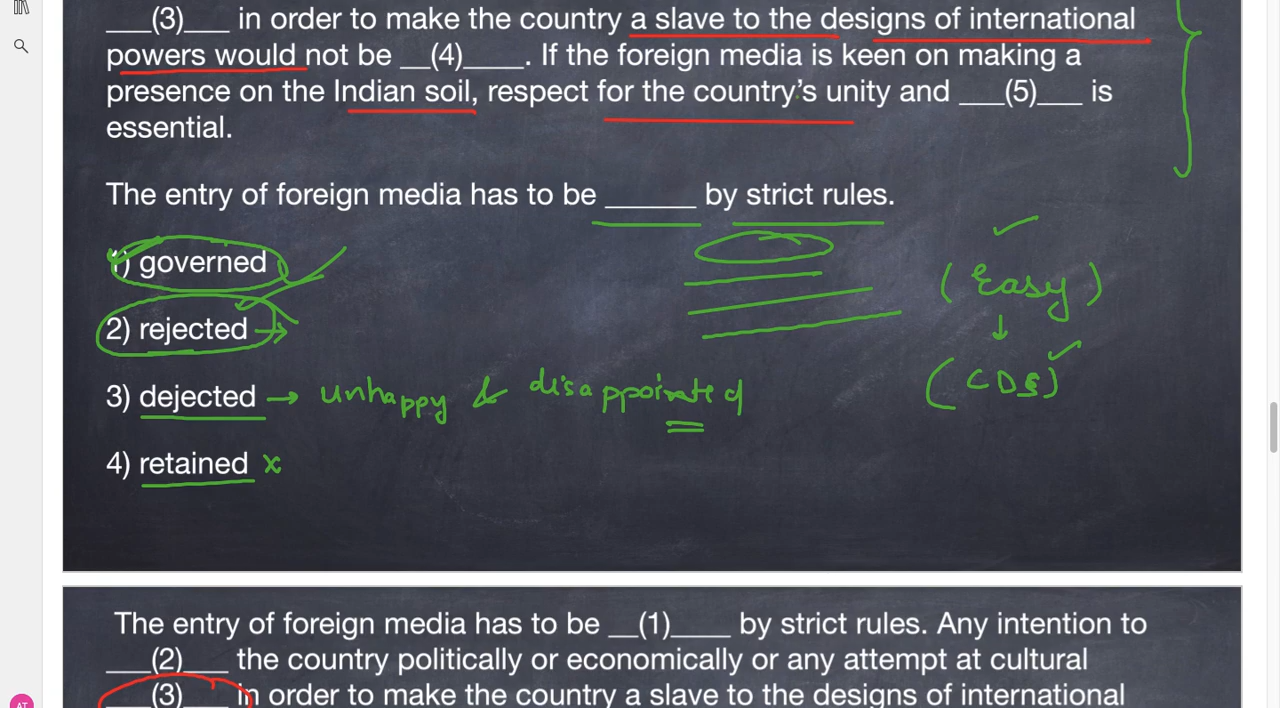 ___(3)___ in order to make the country a slave to the designs of international
powers would not be __(4)____. If the foreign media is keen on making a
presence on the Indian soil, respect for the country's unity and ___(5)___ is
essential.
The entry of foreign media has to be ______ by strict rules.
1) governed
(Easy)
2) rejected →
↓
(CDS)
3) dejected → unhappy & disappointed
4) retained x
The entry of foreign media has to be __(1)____ by strict rules. Any intention to
___(2)___ the country politically or economically or any attempt at cultural
___(3)___ in order to make the country a slave to the designs of international
AT